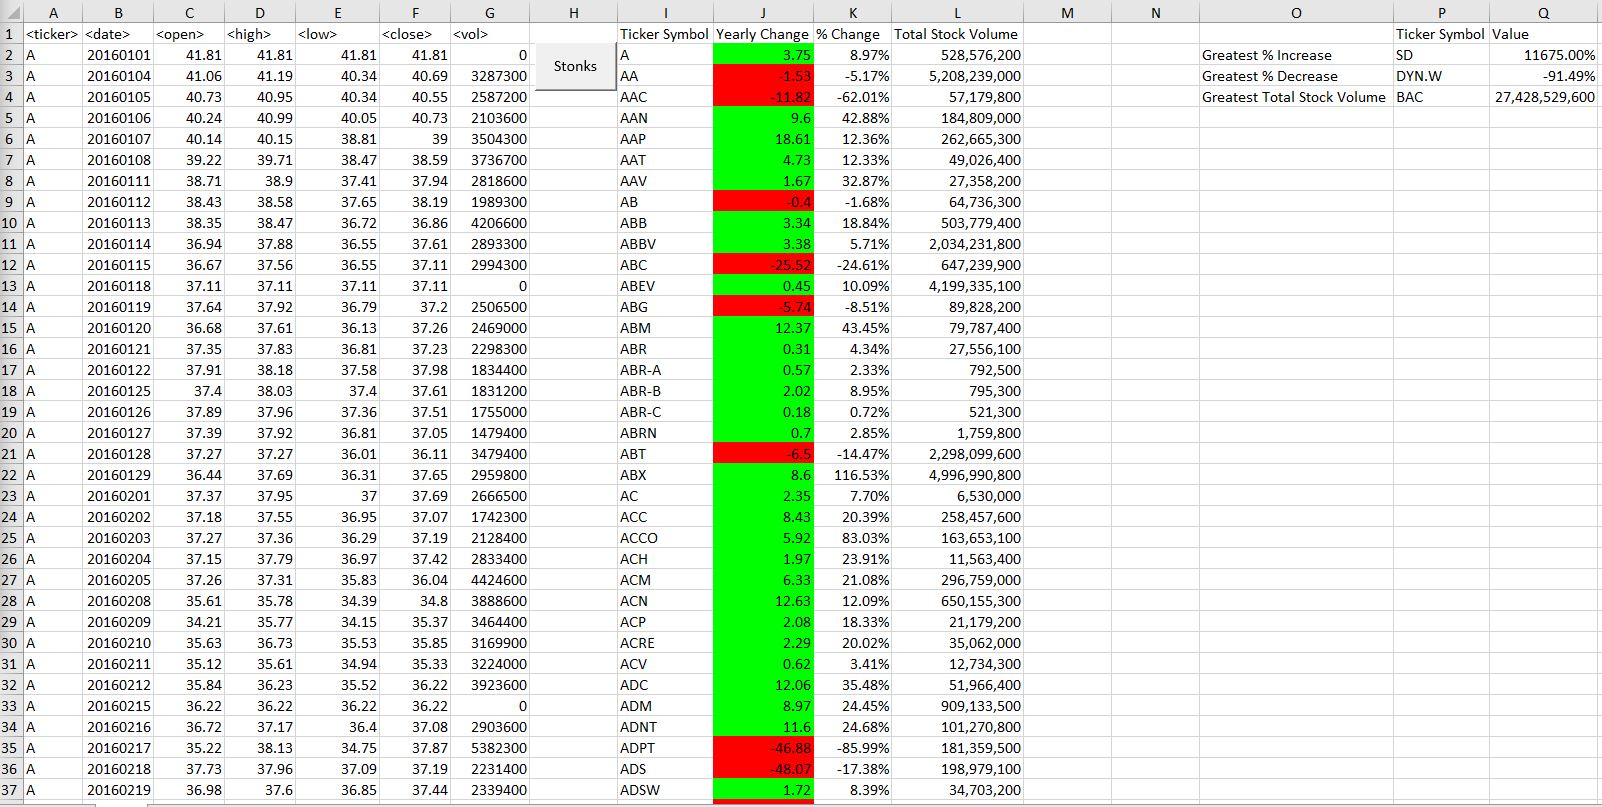 A B C D E F G H I J K L M N O P Q
1 <ticker> <date> <open> <high> <low> <close> <vol> Ticker Symbol Yearly Change % Change Total Stock Volume Ticker Symbol Value
2 A 20160101 41.81 41.81 41.81 41.81 0 A 3.75 8.97% 528,576,200 Greatest % Increase SD 11675.00%
Stonks
3 A 20160104 41.06 41.19 40.34 40.69 3287300 AA -1.53 -5.17% 5,208,239,000 Greatest % Decrease DYN.W -91.49%
4 A 20160105 40.73 40.95 40.34 40.55 2587200 AAC -11.82 -62.01% 57,179,800 Greatest Total Stock Volume BAC 27,428,529,600
5 A 20160106 40.24 40.99 40.05 40.73 2103600 AAN 9.6 42.88% 184,809,000
6 A 20160107 40.14 40.15 38.81 39 3504300 AAP 18.61 12.36% 262,665,300
7 A 20160108 39.22 39.71 38.47 38.59 3736700 AAT 4.73 12.33% 49,026,400
8 A 20160111 38.71 38.9 37.41 37.94 2818600 AAV 1.67 32.87% 27,358,200
9 A 20160112 38.43 38.58 37.65 38.19 1989300 AB -0.4 -1.68% 64,736,300
10 A 20160113 38.35 38.47 36.72 36.86 4206600 ABB 3.34 18.84% 503,779,400
11 A 20160114 36.94 37.88 36.55 37.61 2893300 ABBV 3.38 5.71% 2,034,231,800
12 A 20160115 36.67 37.56 36.55 37.11 2994300 ABC -25.52 -24.61% 647,239,900
13 A 20160118 37.11 37.11 37.11 37.11 0 ABEV 0.45 10.09% 4,199,335,100
14 A 20160119 37.64 37.92 36.79 37.2 2506500 ABG -5.74 -8.51% 89,828,200
15 A 20160120 36.68 37.61 36.13 37.26 2469000 ABM 12.37 43.45% 79,787,400
16 A 20160121 37.35 37.83 36.81 37.23 2298300 ABR 0.31 4.34% 27,556,100
17 A 20160122 37.91 38.18 37.58 37.98 1834400 ABR-A 0.57 2.33% 792,500
18 A 20160125 37.4 38.03 37.4 37.61 1831200 ABR-B 2.02 8.95% 795,300
19 A 20160126 37.89 37.96 37.36 37.51 1755000 ABR-C 0.18 0.72% 521,300
20 A 20160127 37.39 37.92 36.81 37.05 1479400 ABRN 0.7 2.85% 1,759,800
21 A 20160128 37.27 37.27 36.01 36.11 3479400 ABT -6.5 -14.47% 2,298,099,600
22 A 20160129 36.44 37.69 36.31 37.65 2959800 ABX 8.6 116.53% 4,996,990,800
23 A 20160201 37.37 37.95 37 37.69 2666500 AC 2.35 7.70% 6,530,000
24 A 20160202 37.18 37.55 36.95 37.07 1742300 ACC 8.43 20.39% 258,457,600
25 A 20160203 37.27 37.36 36.29 37.19 2128400 ACCO 5.92 83.03% 163,653,100
26 A 20160204 37.15 37.79 36.97 37.42 2833400 ACH 1.97 23.91% 11,563,400
27 A 20160205 37.26 37.31 35.83 36.04 4424600 ACM 6.33 21.08% 296,759,000
28 A 20160208 35.61 35.78 34.39 34.8 3888600 ACN 12.63 12.09% 650,155,300
29 A 20160209 34.21 35.77 34.15 35.37 3464400 ACP 2.08 18.33% 21,179,200
30 A 20160210 35.63 36.73 35.53 35.85 3169900 ACRE 2.29 20.02% 35,062,000
31 A 20160211 35.12 35.61 34.94 35.33 3224000 ACV 0.62 3.41% 12,734,300
32 A 20160212 35.84 36.23 35.52 36.22 3923600 ADC 12.06 35.48% 51,966,400
33 A 20160215 36.22 36.22 36.22 36.22 0 ADM 8.97 24.45% 909,133,500
34 A 20160216 36.72 37.17 36.4 37.08 2903600 ADNT 11.6 24.68% 101,270,800
35 A 20160217 35.22 38.13 34.75 37.87 5382300 ADPT -46.88 -85.99% 181,359,500
36 A 20160218 37.73 37.96 37.09 37.19 2231400 ADS -48.07 -17.38% 198,979,100
37 A 20160219 36.98 37.6 36.85 37.44 2339400 ADSW 1.72 8.39% 34,703,200